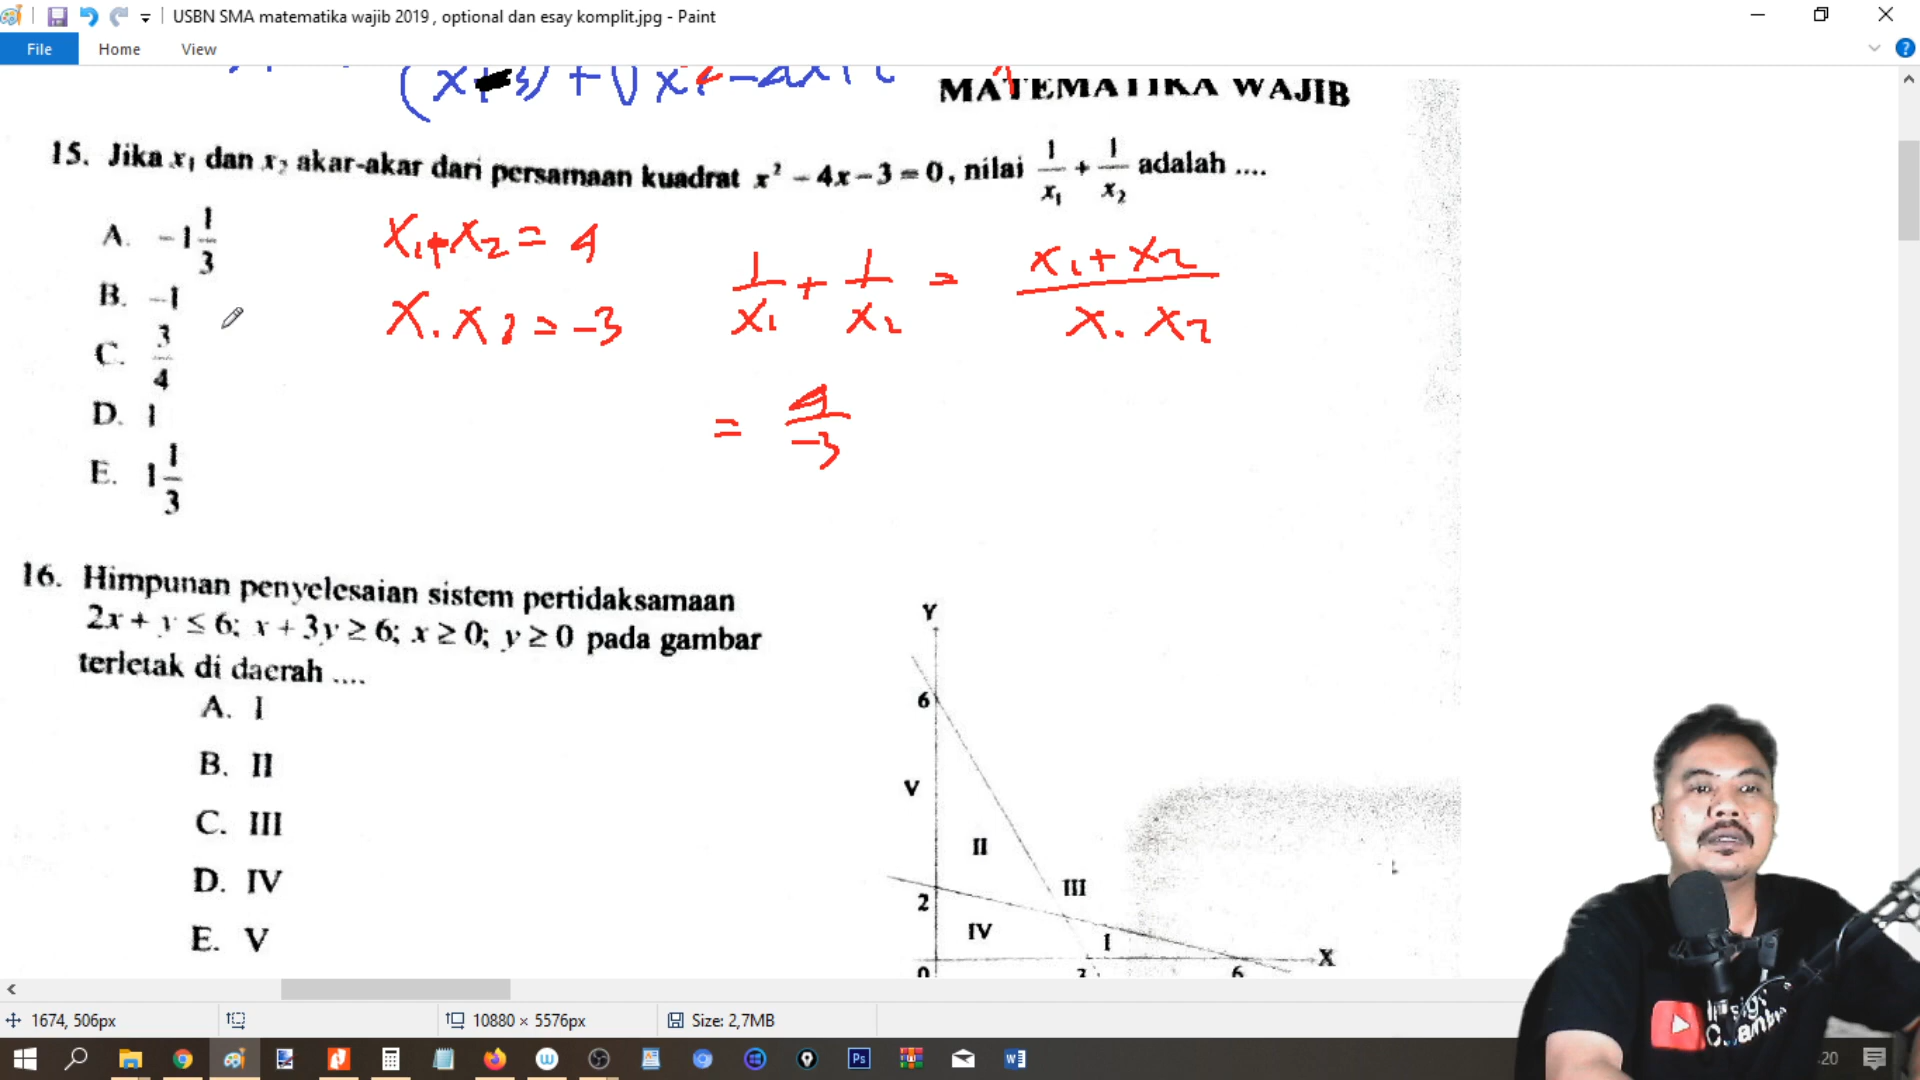 USBN SMA matematika wajib 2019 , optional dan esay komplit.jpg - Paint
File Home View
MATEMATIKA WAJIB
15. Jika x₁ dan x₂ akar-akar dari persamaan kuadrat x² – 4x – 3 = 0, nilai 1/x₁ + 1/x₂ adalah ....
A. –1 1/3
B. –1
C. 3/4
D. 1
E. 1 1/3
x₁+x₂ = 4
x. x₂ = -3
1/x₁ + 1/x₂ = x₁+x₂/x. x₂
= 4/-3
16. Himpunan penyelesaian sistem pertidaksamaan
2x + y ≤ 6; x + 3y ≥ 6; x ≥ 0; y ≥ 0 pada gambar
terletak di daerah ....
A. I
B. II
C. III
D. IV
E. V
Y
6
V
II
III
2
IV
I
X
0 3 6
1674, 506px
10880 × 5576px
Size: 2,7MB